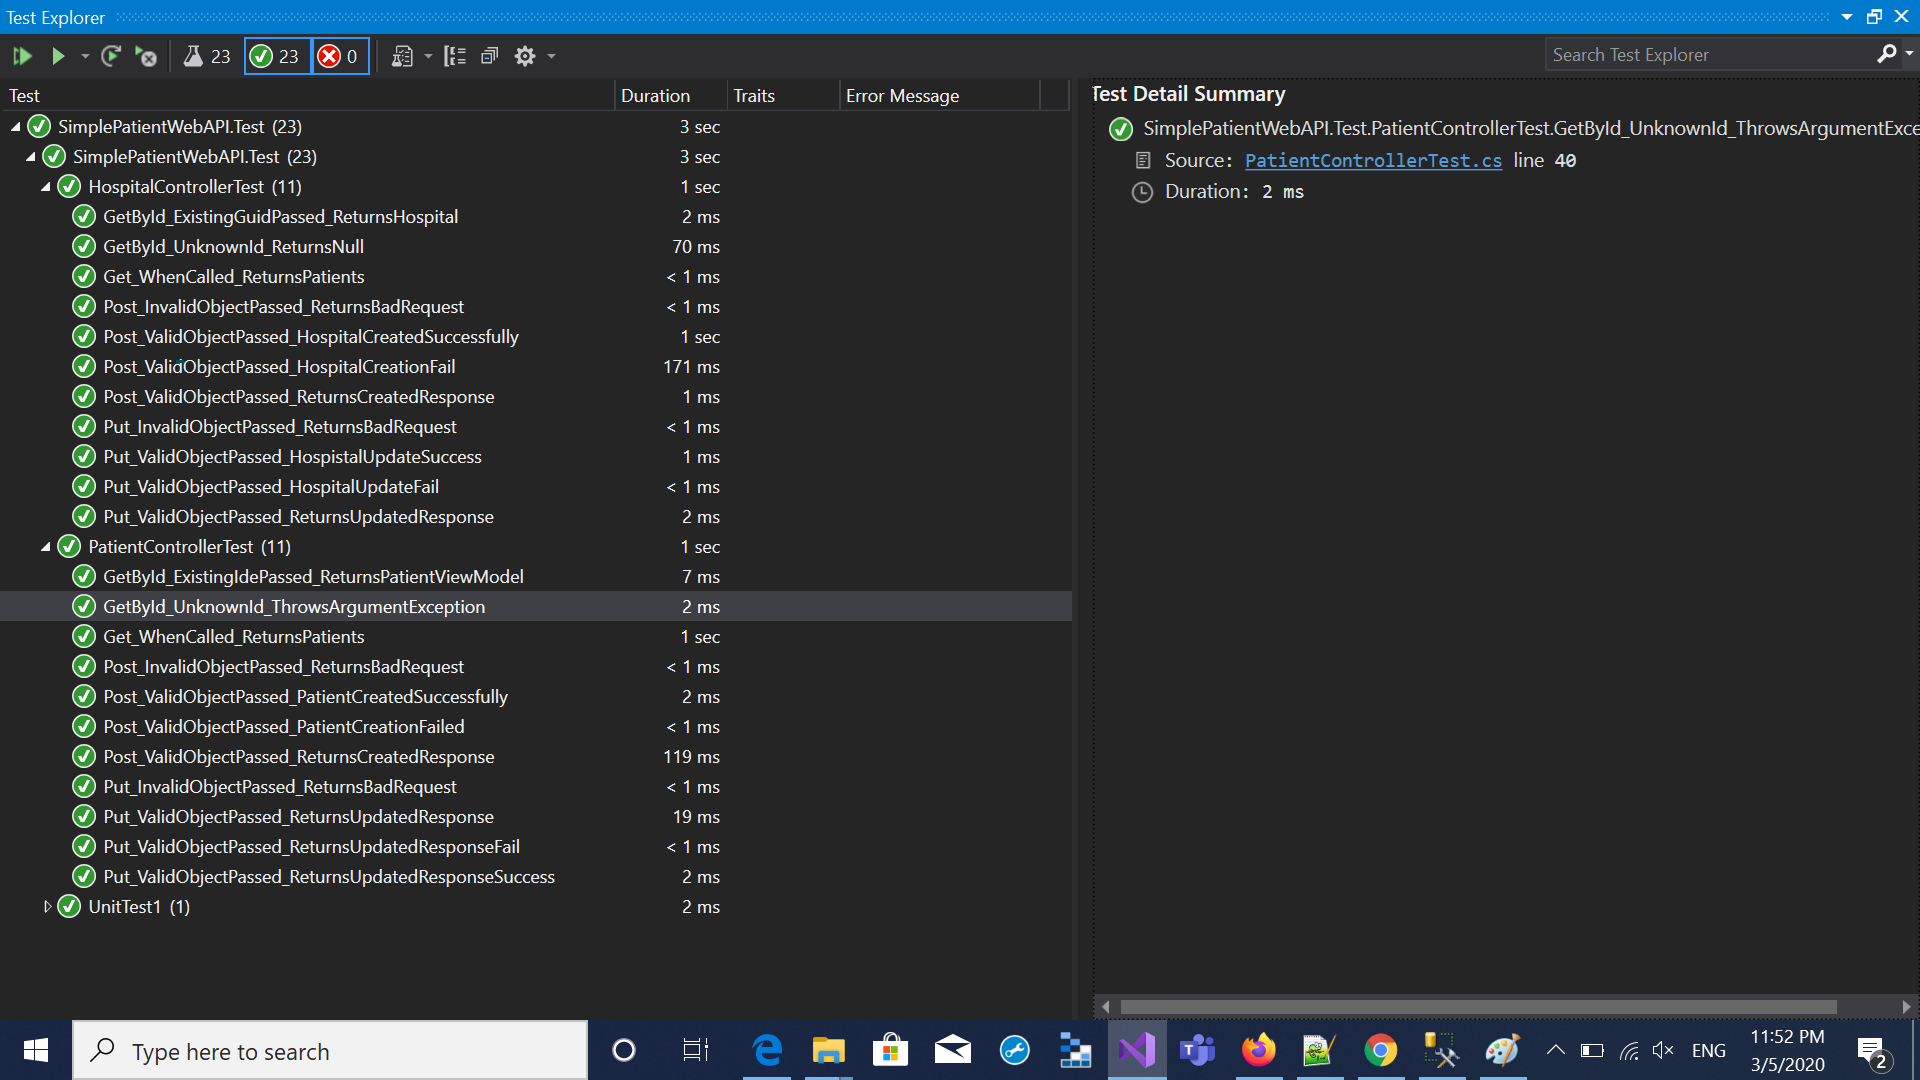 Test Explorer
23 23 0
Search Test Explorer
Test Duration Traits Error Message
SimplePatientWebAPI.Test (23) 3 sec
SimplePatientWebAPI.Test (23) 3 sec
HospitalControllerTest (11) 1 sec
GetById_ExistingGuidPassed_ReturnsHospital 2 ms
GetById_UnknownId_ReturnsNull 70 ms
Get_WhenCalled_ReturnsPatients < 1 ms
Post_InvalidObjectPassed_ReturnsBadRequest < 1 ms
Post_ValidObjectPassed_HospitalCreatedSuccessfully 1 sec
Post_ValidObjectPassed_HospitalCreationFail 171 ms
Post_ValidObjectPassed_ReturnsCreatedResponse 1 ms
Put_InvalidObjectPassed_ReturnsBadRequest < 1 ms
Put_ValidObjectPassed_HospistalUpdateSuccess 1 ms
Put_ValidObjectPassed_HospitalUpdateFail < 1 ms
Put_ValidObjectPassed_ReturnsUpdatedResponse 2 ms
PatientControllerTest (11) 1 sec
GetById_ExistingIdePassed_ReturnsPatientViewModel 7 ms
GetById_UnknownId_ThrowsArgumentException 2 ms
Get_WhenCalled_ReturnsPatients 1 sec
Post_InvalidObjectPassed_ReturnsBadRequest < 1 ms
Post_ValidObjectPassed_PatientCreatedSuccessfully 2 ms
Post_ValidObjectPassed_PatientCreationFailed < 1 ms
Post_ValidObjectPassed_ReturnsCreatedResponse 119 ms
Put_InvalidObjectPassed_ReturnsBadRequest < 1 ms
Put_ValidObjectPassed_ReturnsUpdatedResponse 19 ms
Put_ValidObjectPassed_ReturnsUpdatedResponseFail < 1 ms
Put_ValidObjectPassed_ReturnsUpdatedResponseSuccess 2 ms
UnitTest1 (1) 2 ms
Test Detail Summary
SimplePatientWebAPI.Test.PatientControllerTest.GetById_UnknownId_ThrowsArgumentExce
Source: PatientControllerTest.cs line 40
Duration: 2 ms
Type here to search
ENG
11:52 PM
3/5/2020
2